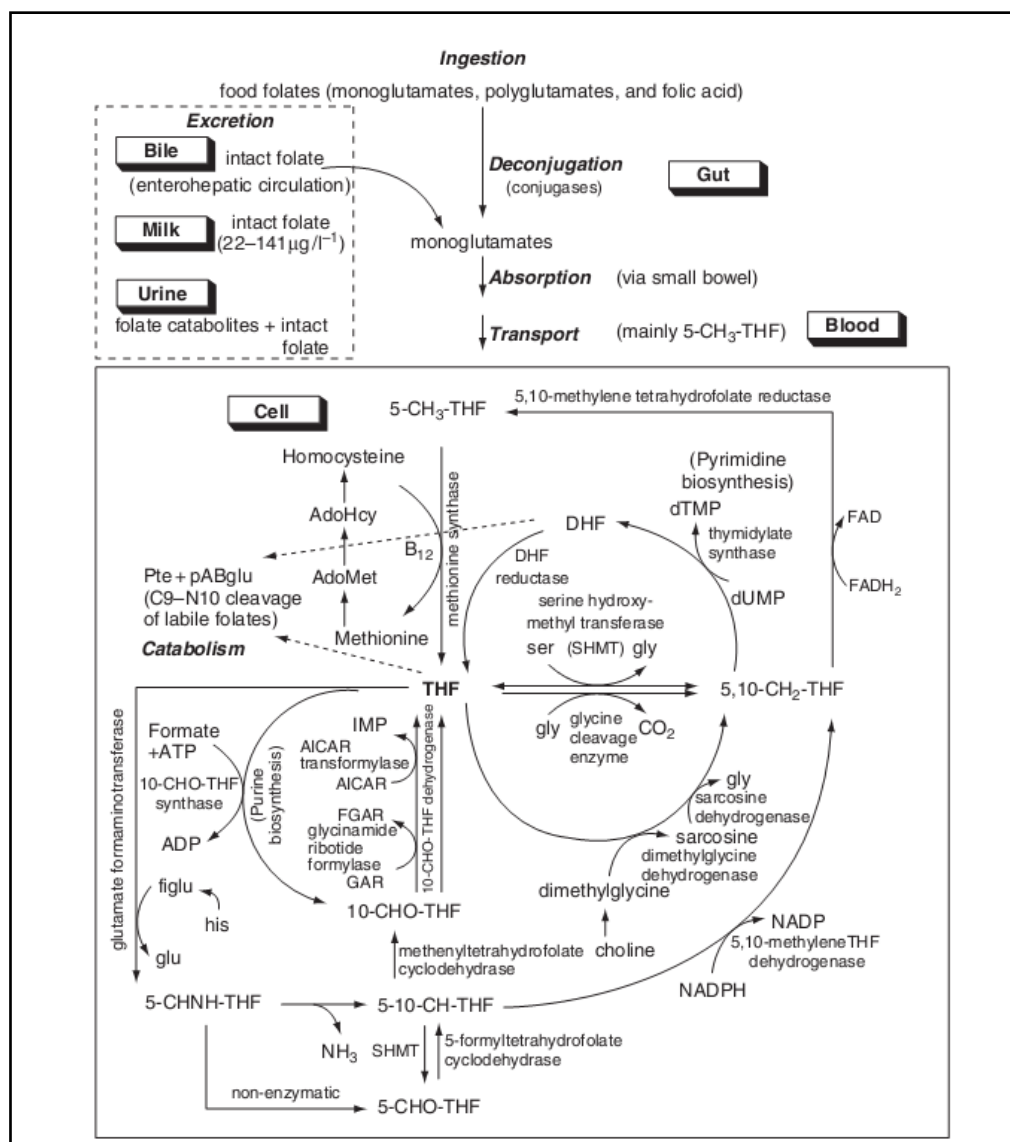 Ingestion
food folates (monoglutamates, polyglutamates, and folic acid)
Excretion
Bile
intact folate
(enterohepatic circulation)
Milk
intact folate
(22–141 µg/l⁻¹)
Urine
folate catabolites + intact
folate
Deconjugation
(conjugases)
Gut
monoglutamates
Absorption (via small bowel)
Transport (mainly 5-CH₃-THF)
Blood
Cell
5-CH₃-THF
5,10-methylene tetrahydrofolate reductase
Homocysteine
AdoHcy
AdoMet
Methionine
B₁₂
methionine synthase
Pte + pABglu
(C9–N10 cleavage
of labile folates)
Catabolism
DHF
DHF
reductase
(Pyrimidine
biosynthesis)
dTMP
thymidylate
synthase
dUMP
FAD
FADH₂
serine hydroxy-
methyl transferase
ser (SHMT) gly
THF
5,10-CH₂-THF
gly
glycine
cleavage
enzyme
CO₂
glutamate formaminotransferase
Formate
+ATP
10-CHO-THF
synthase
ADP
(Purine
biosynthesis)
IMP
AICAR
transformylase
AICAR
FGAR
glycinamide
ribotide
formylase
GAR
10-CHO-THF dehydrogenase
10-CHO-THF
gly
sarcosine
dehydrogenase
sarcosine
dimethylglycine
dehydrogenase
dimethylglycine
choline
figlu
his
glu
methenyltetrahydrofolate
cyclodehydrase
NADP
5,10-methyleneTHF
dehydrogenase
NADPH
5-CHNH-THF
5-10-CH-THF
NH₃
SHMT
5-formyltetrahydrofolate
cyclodehydrase
non-enzymatic
5-CHO-THF